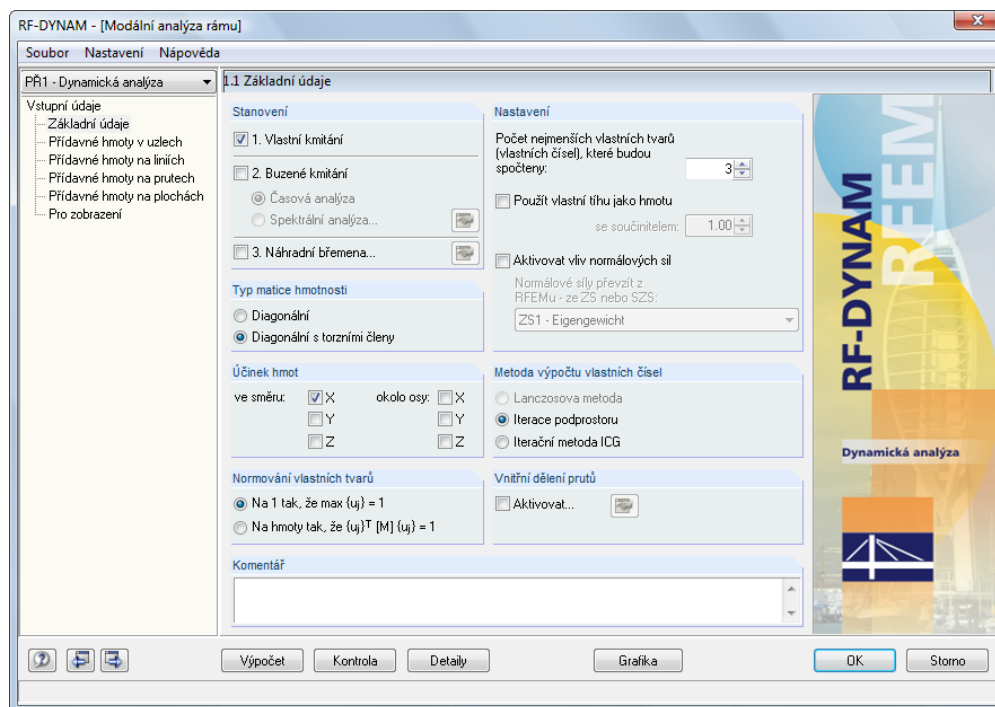 RF-DYNAM - [Modální analýza rámu]
Soubor Nastavení Nápověda
PŘ1 - Dynamická analýza
1.1 Základní údaje
Vstupní údaje
Základní údaje
Přídavné hmoty v uzlech
Přídavné hmoty na liniích
Přídavné hmoty na prutech
Přídavné hmoty na plochách
Pro zobrazení
Stanovení
1. Vlastní kmitání
2. Buzené kmitání
Časová analýza
Spektrální analýza...
3. Náhradní břemena...
Typ matice hmotnosti
Diagonální
Diagonální s torzními členy
Účinek hmot
ve směru: X okolo osy: X
Y Y
Z Z
Normování vlastních tvarů
Na 1 tak, že max {uj} = 1
Na hmoty tak, že {uj}T [M] {uj} = 1
Nastavení
Počet nejmenších vlastních tvarů
(vlastních čísel), které budou
spočteny: 3
Použít vlastní tíhu jako hmotu
se součinitelem: 1.00
Aktivovat vliv normálových sil
Normálové síly převzít z
RFEMu - ze ZS nebo SZS:
ZS1 - Eigengewicht
Metoda výpočtu vlastních čísel
Lanczosova metoda
Iterace podprostoru
Iterační metoda ICG
Vnitřní dělení prutů
Aktivovat...
Komentář
RF-DYNAM
RFEM
Dynamická analýza
Výpočet Kontrola Detaily Grafika OK Storno